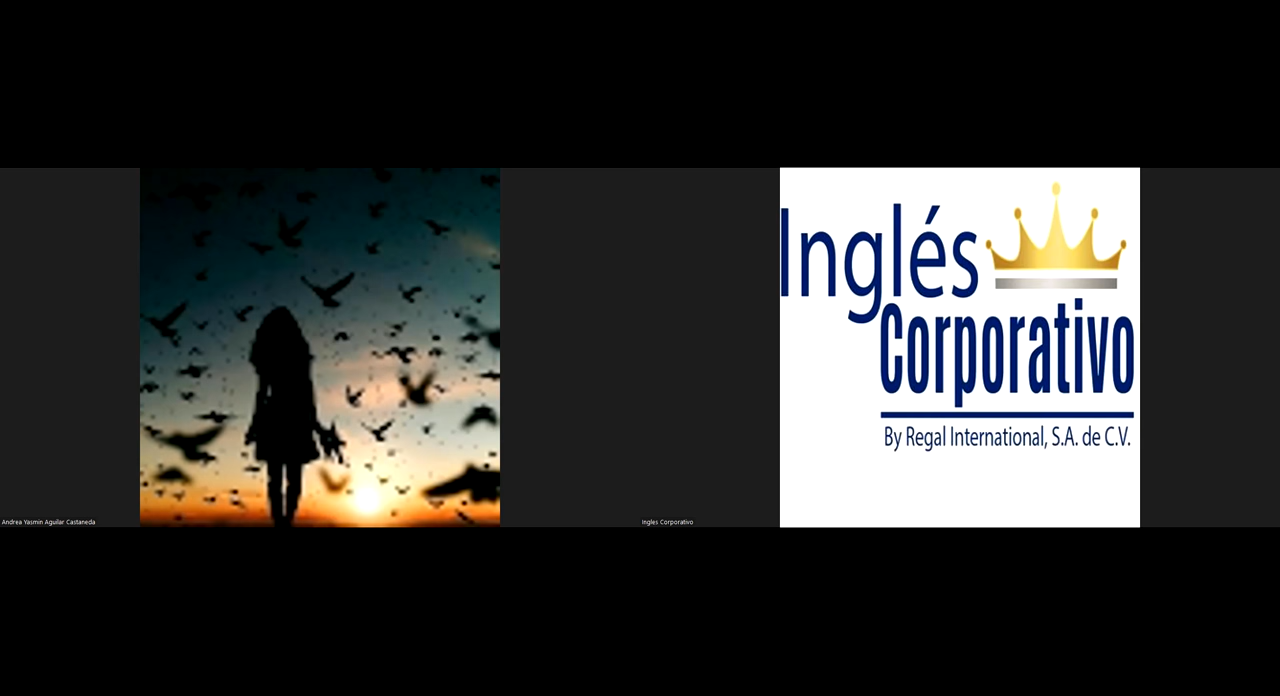 Inglés
Corporativo
By Regal International, S.A. de C.V.
Andrea Yasmin Aguilar Castaneda
Ingles Corporativo